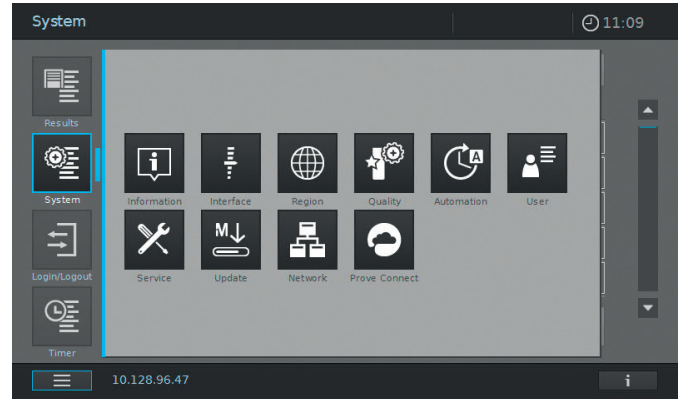 System
11:09
Results
System
Login/Logout
Timer
Information
Interface
Region
Quality
A
Automation
User
Service
M
Update
Network
Prove Connect
10.128.96.47
i